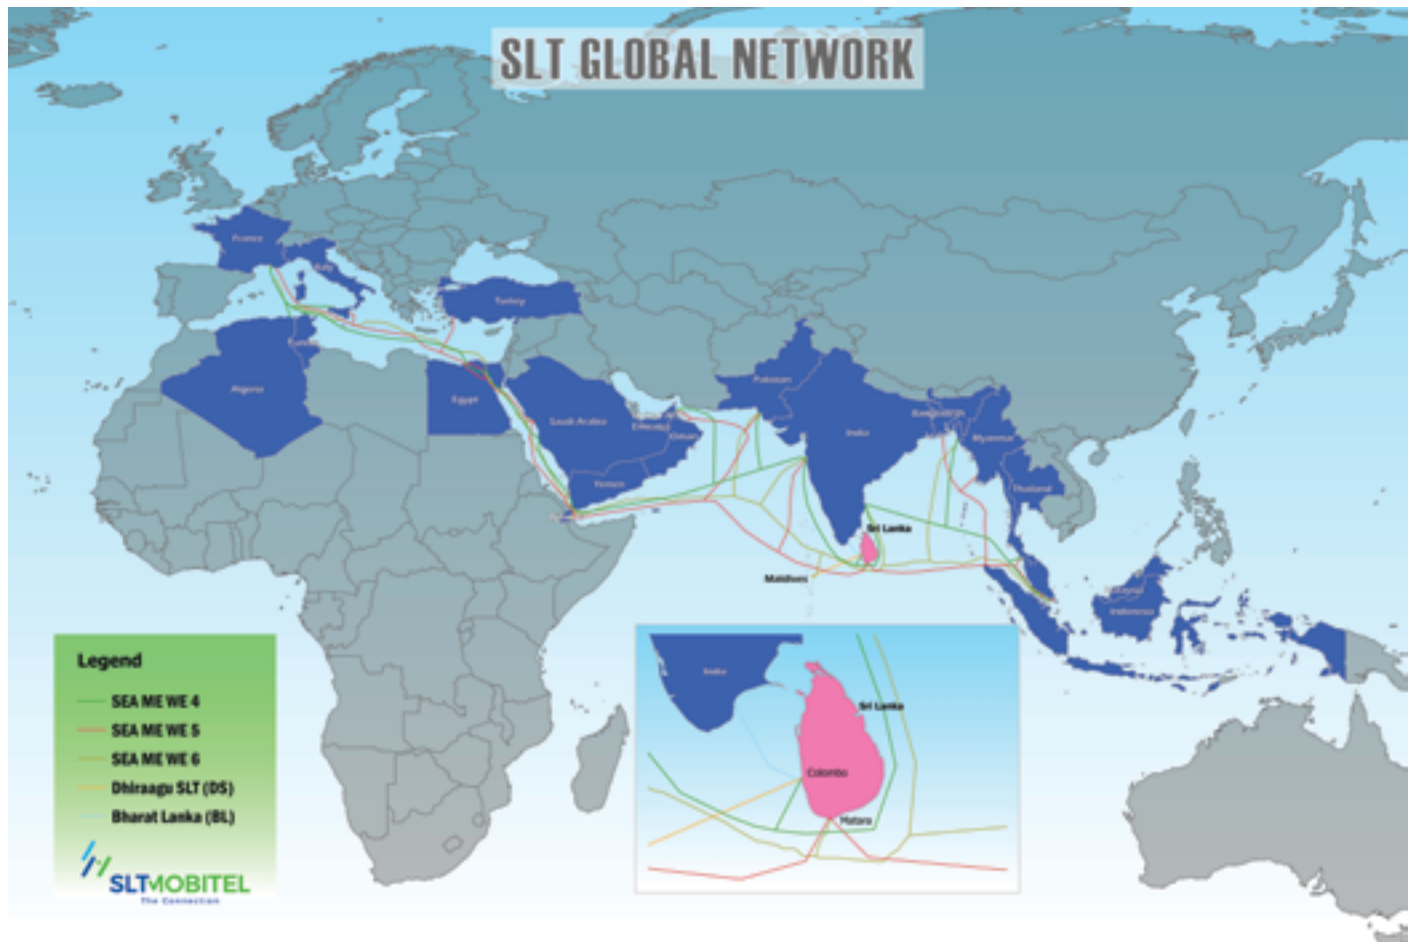 SLT GLOBAL NETWORK
France
Italy
Turkey
Algeria
Egypt
Saudi Arabia
Oman
Yemen
Pakistan
India
Bangladesh
Myanmar
Thailand
Sri Lanka
Maldives
Malaysia
Indonesia
Legend
SEA ME WE 4
SEA ME WE 5
SEA ME WE 6
Dhiraagu SLT (DS)
Bharat Lanka (BL)
SLTMOBITEL
The Connection
India
Sri Lanka
Colombo
Matara